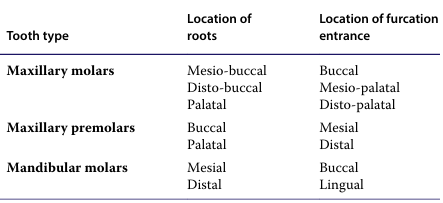 Tooth type Location of roots Location of furcation entrance
Maxillary molars Mesio-buccal Buccal
Disto-buccal Mesio-palatal
Palatal Disto-palatal
Maxillary premolars Buccal Mesial
Palatal Distal
Mandibular molars Mesial Buccal
Distal Lingual